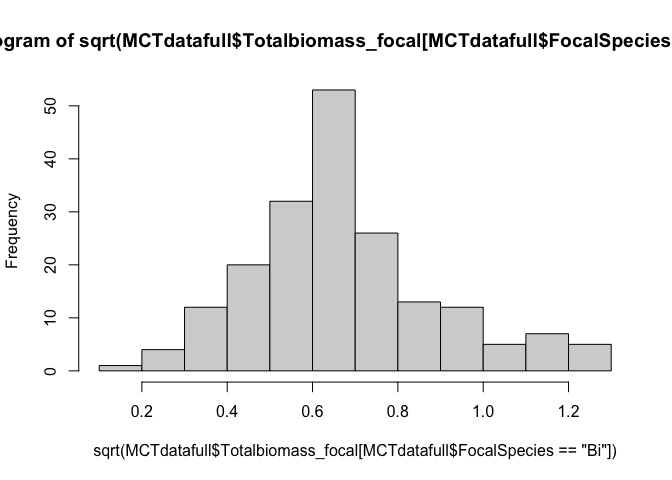 ogram of sqrt(MCTdatafull$Totalbiomass_focal[MCTdatafull$FocalSpecies
Frequency
50
40
30
20
10
0
0.2 0.4 0.6 0.8 1.0 1.2
sqrt(MCTdatafull$Totalbiomass_focal[MCTdatafull$FocalSpecies == "Bi"])